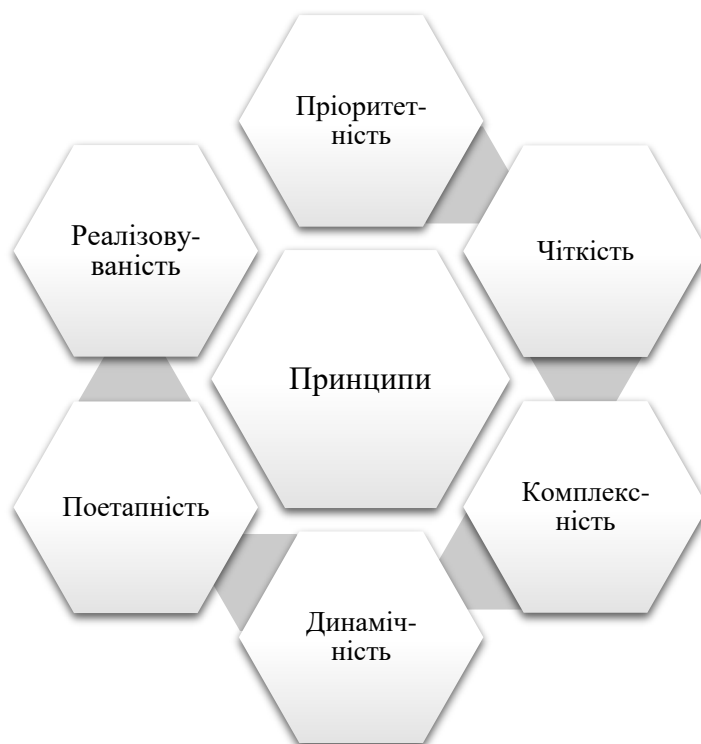 Пріоритет-
ність
Чіткість
Комплекс-
ність
Динаміч-
ність
Поетапність
Реалізову-
ваність
Принципи